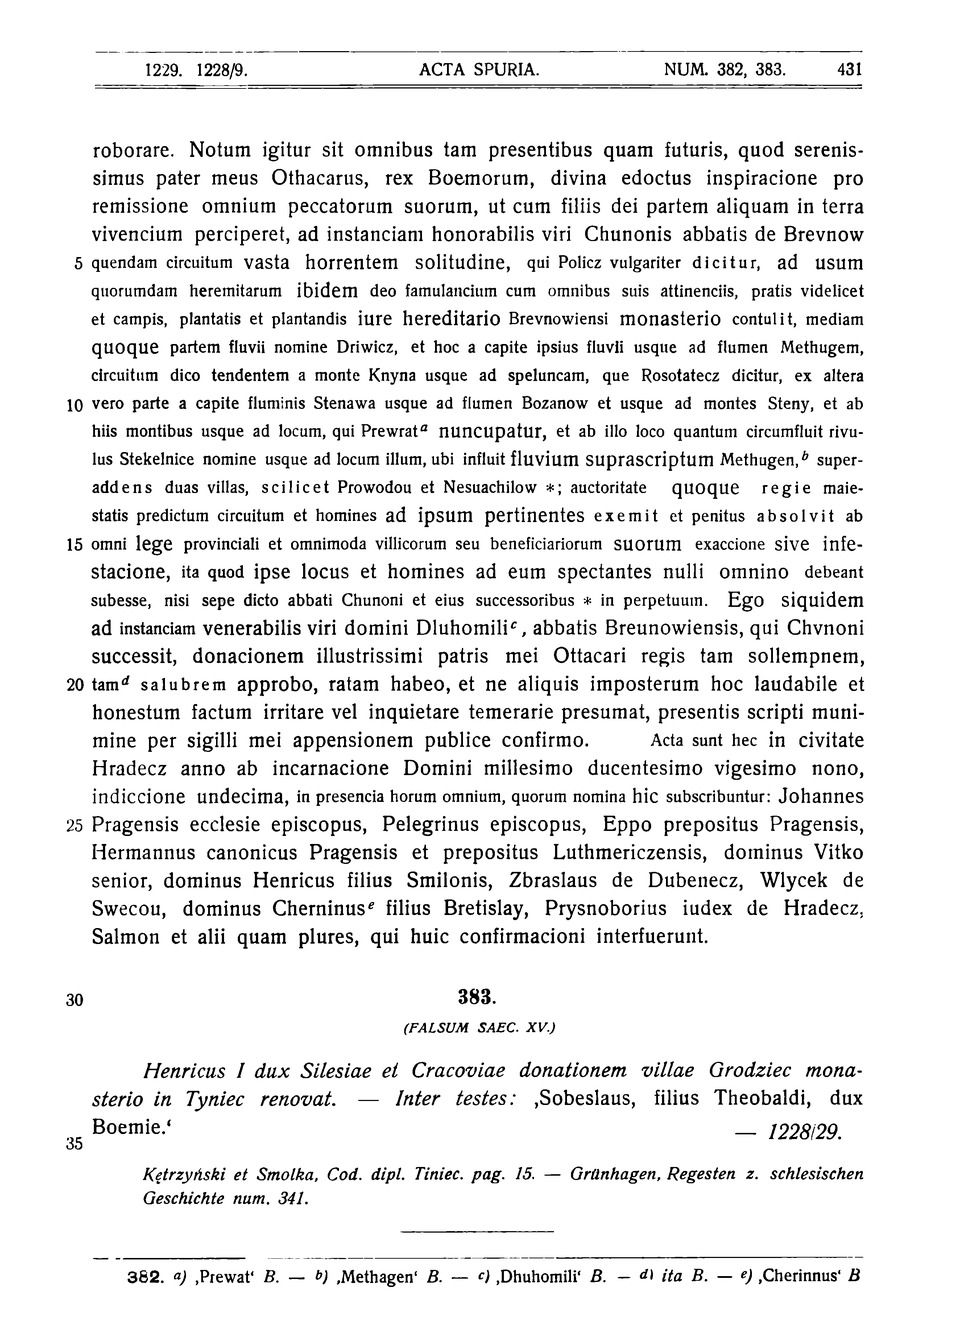 1229. 1228/9. ACTA SPURIA. NUM. 382, 383. 431
roborare. Notum igitur sit omnibus tam presentibus quam futuris, quod serenis-
simus pater meus Othacarus, rex Boemorum, divina edoctus inspiracione pro
remissione omnium peccatorum suorum, ut cum filiis dei partem aliquam in terra
vivencium perciperet, ad instanciam honorabilis viri Chunonis abbatis de Brevnow
5 quendam circuitum vasta horrentem solitudine, qui Policz vulgariter dicitur, ad usum
quorumdam heremitarum ibidem deo famulancium cum omnibus suis attinenciis, pratis videlicet
et campis, plantatis et plantandis iure hereditario Brevnowiensi monasterio contulit, mediam
quoque partem fluvii nomine Driwicz, et hoc a capite ipsius fluvii usque ad flumen Methugem,
circuitum dico tendentem a monte Knyna usque ad speluncam, que Rosotatecz dicitur, ex altera
10 vero parte a capite fluminis Stenawa usque ad flumen Bozanow et usque ad montes Steny, et ab
hiis montibus usque ad locum, qui Prewrat a nuncupatur, et ab illo loco quantum circumfluit rivu-
lus Stekelnice nomine usque ad locum illum, ubi influit fluvium suprascriptum Methugen, b super-
addens duas villas, scilicet Prowodou et Nesuachilow *; auctoritate quoque regie maie-
statis predictum circuitum et homines ad ipsum pertinentes exemit et penitus absolvit ab
15 omni lege provinciali et omnimoda villicorum seu beneficiariorum suorum exaccione sive infe-
stacione, ita quod ipse locus et homines ad eum spectantes nulli omnino debeant
subesse, nisi sepe dicto abbati Chunoni et eius successoribus * in perpetuum. Ego siquidem
ad instanciam venerabilis viri domini Dluhomili c, abbatis Breunowiensis, qui Chvnoni
successit, donacionem illustrissimi patris mei Ottacari regis tam sollempnem,
20 tam d salubrem approbo, ratam habeo, et ne aliquis imposterum hoc laudabile et
honestum factum irritare vel inquietare temerarie presumat, presentis scripti muni-
mine per sigilli mei appensionem publice confirmo. Acta sunt hec in civitate
Hradecz anno ab incarnacione Domini millesimo ducentesimo vigesimo nono,
indiccione undecima, in presencia horum omnium, quorum nomina hic subscribuntur: Johannes
25 Pragensis ecclesie episcopus, Pelegrinus episcopus, Eppo prepositus Pragensis,
Hermannus canonicus Pragensis et prepositus Luthmericzensis, dominus Vitko
senior, dominus Henricus filius Smilonis, Zbraslaus de Dubenecz, Wlycek de
Swecou, dominus Cherninus e filius Bretislay, Prysnoborius iudex de Hradecz,
Salmon et alii quam plures, qui huic confirmacioni interfuerunt.
30 383.
(FALSUM SAEC. XV.)
Henricus I dux Silesiae et Cracoviae donationem villae Grodziec mona-
sterio in Tyniec renovat. — Inter testes: ‚Sobeslaus, filius Theobaldi, dux
Boemie.‘ — 1228/29.
35
Kętrzyński et Smolka, Cod. dipl. Tiniec. pag. 15. — Grünhagen, Regesten z. schlesischen
Geschichte num. 341.
382. a) ‚Prewat‘ B. — b) ‚Methagen‘ B. — c) ‚Dhuhomili‘ B. — d) ita B. — e) ‚Cherinnus‘ B